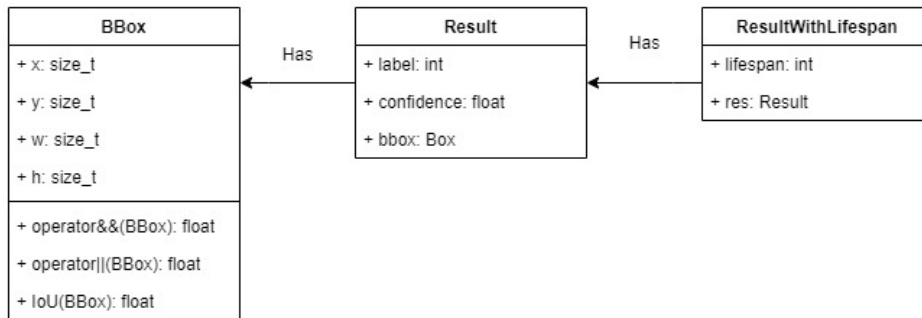 BBox
+ x: size_t
+ y: size_t
+ w: size_t
+ h: size_t
+ operator&&(BBox): float
+ operator||(BBox): float
+ IoU(BBox): float
Has
Result
+ label: int
+ confidence: float
+ bbox: Box
Has
ResultWithLifespan
+ lifespan: int
+ res: Result